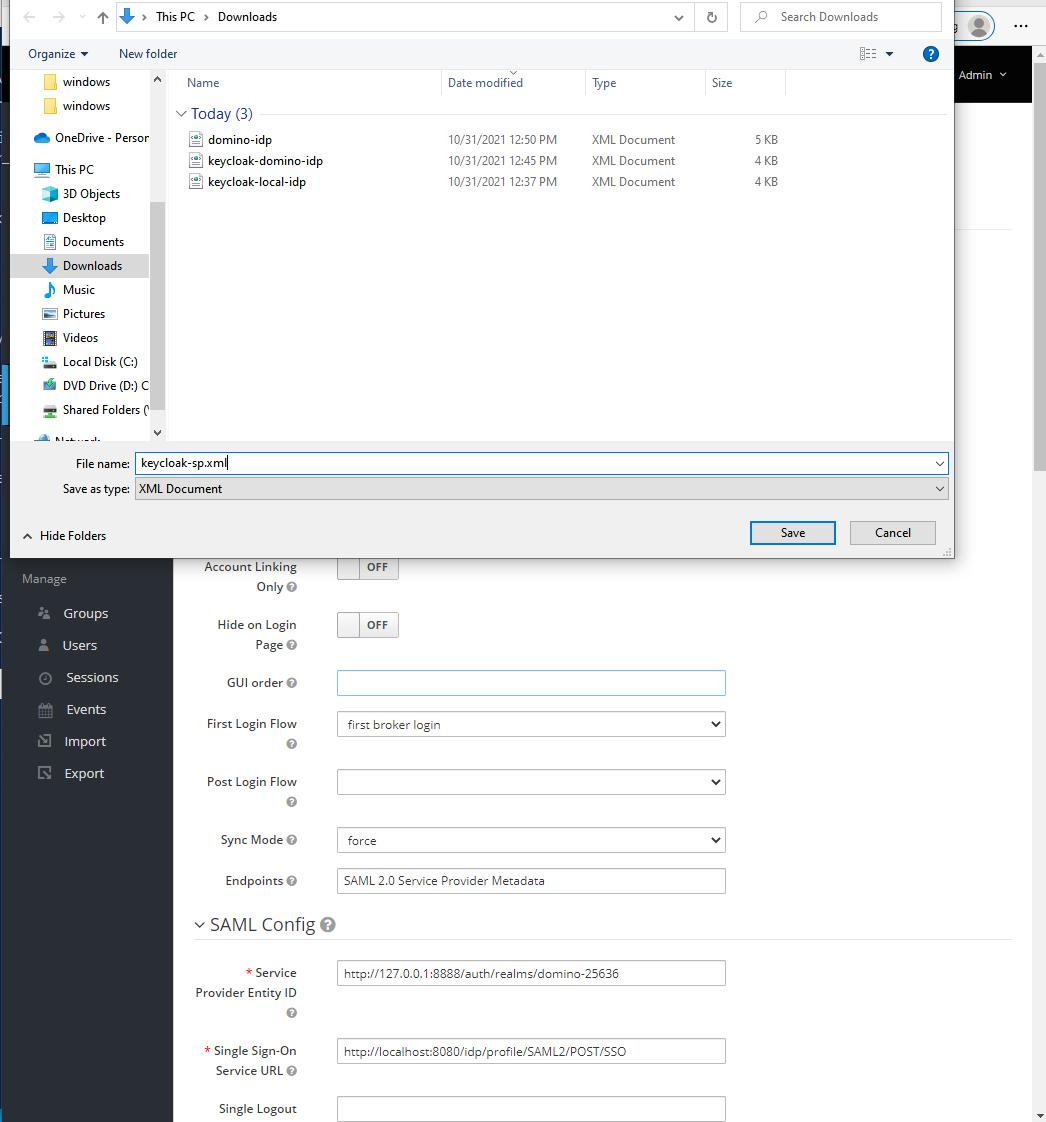 This PC > Downloads
Search Downloads
Organize
New folder
?
Name
Date modified
Type
Size
windows
windows
OneDrive - Person
This PC
3D Objects
Desktop
Documents
Downloads
Music
Pictures
Videos
Local Disk (C:)
DVD Drive (D:) C
Shared Folders (
Network
Today (3)
domino-idp 10/31/2021 12:50 PM XML Document 5 KB
keycloak-domino-idp 10/31/2021 12:45 PM XML Document 4 KB
keycloak-local-idp 10/31/2021 12:37 PM XML Document 4 KB
File name: keycloak-sp.xml
Save as type: XML Document
Hide Folders
Save
Cancel
Admin
Manage
Groups
Users
Sessions
Events
Import
Export
Account Linking
Only ?
OFF
Hide on Login
Page ?
OFF
GUI order ?
First Login Flow
?
first broker login
Post Login Flow
?
Sync Mode ?
force
Endpoints ?
SAML 2.0 Service Provider Metadata
SAML Config ?
* Service
Provider Entity ID
?
http://127.0.0.1:8888/auth/realms/domino-25636
* Single Sign-On
Service URL ?
http://localhost:8080/idp/profile/SAML2/POST/SSO
Single Logout